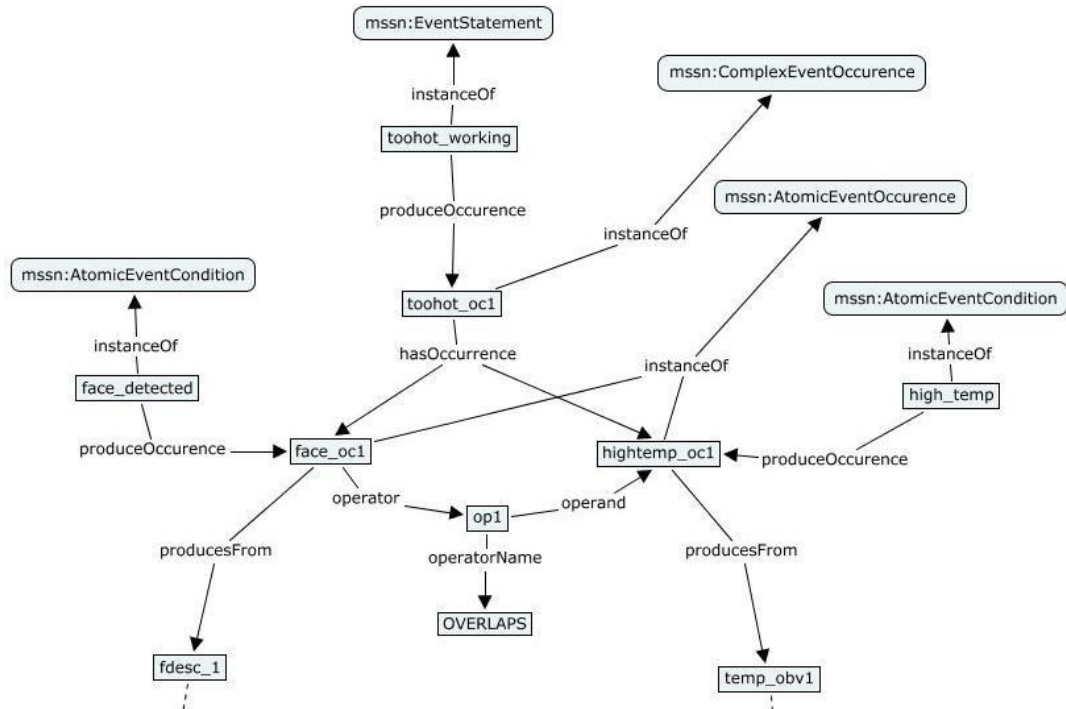 mssn:EventStatement
mssn:ComplexEventOccurence
instanceOf
toohot_working
mssn:AtomicEventOccurence
produceOccurence
instanceOf
mssn:AtomicEventCondition
toohot_oc1
mssn:AtomicEventCondition
instanceOf
hasOccurrence
instanceOf
instanceOf
face_detected
high_temp
produceOccurence
face_oc1
hightemp_oc1
produceOccurence
operator
op1
operand
producesFrom
operatorName
producesFrom
OVERLAPS
fdesc_1
temp_obv1